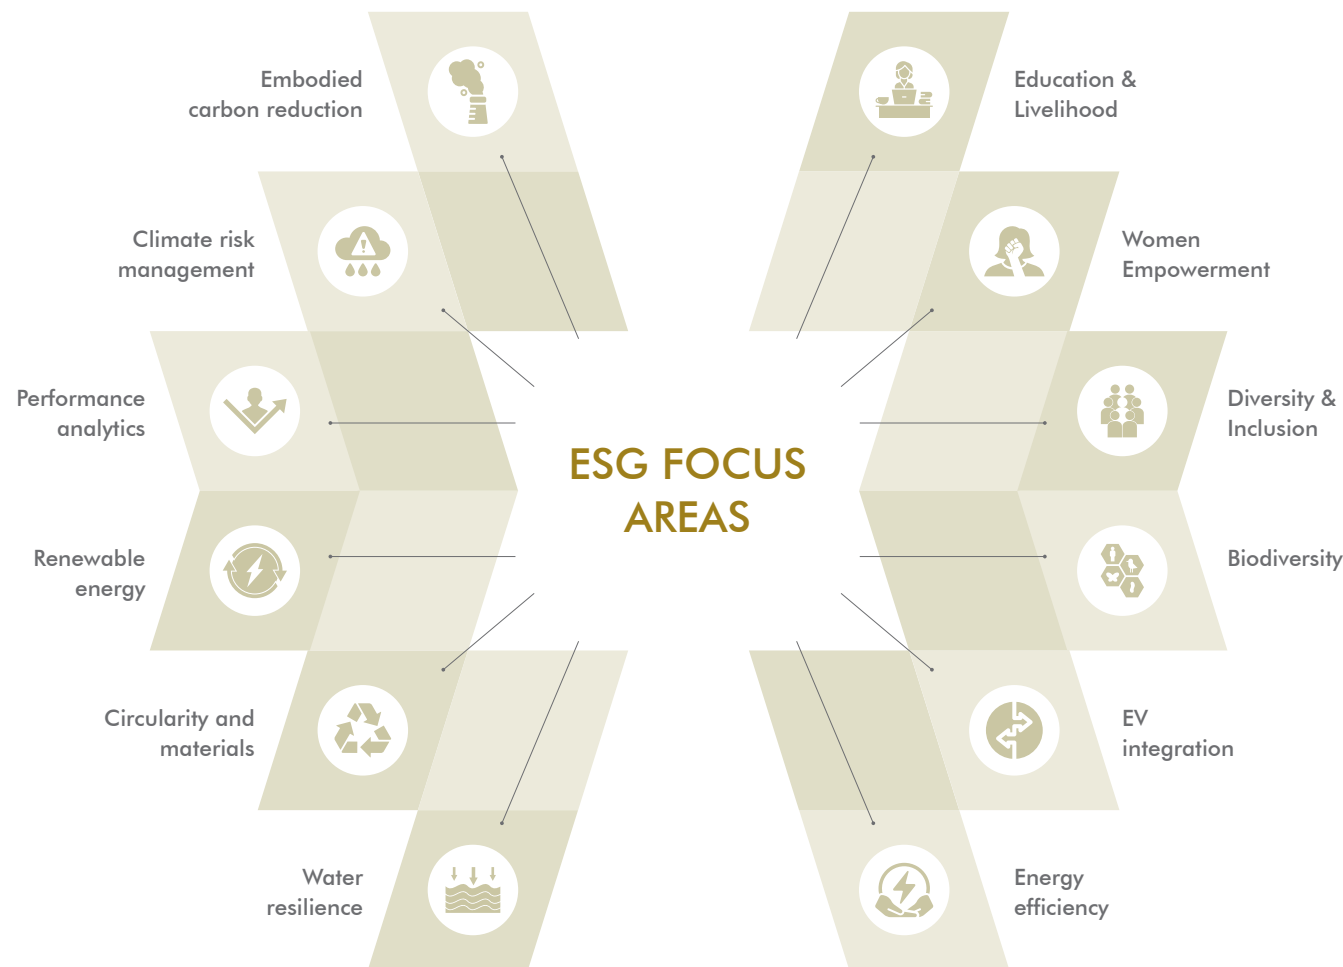 Embodied
carbon reduction
Climate risk
management
Performance
analytics
Renewable
energy
Circularity and
materials
Water
resilience
ESG FOCUS
AREAS
Education &
Livelihood
Women
Empowerment
Diversity &
Inclusion
Biodiversity
EV
integration
Energy
efficiency